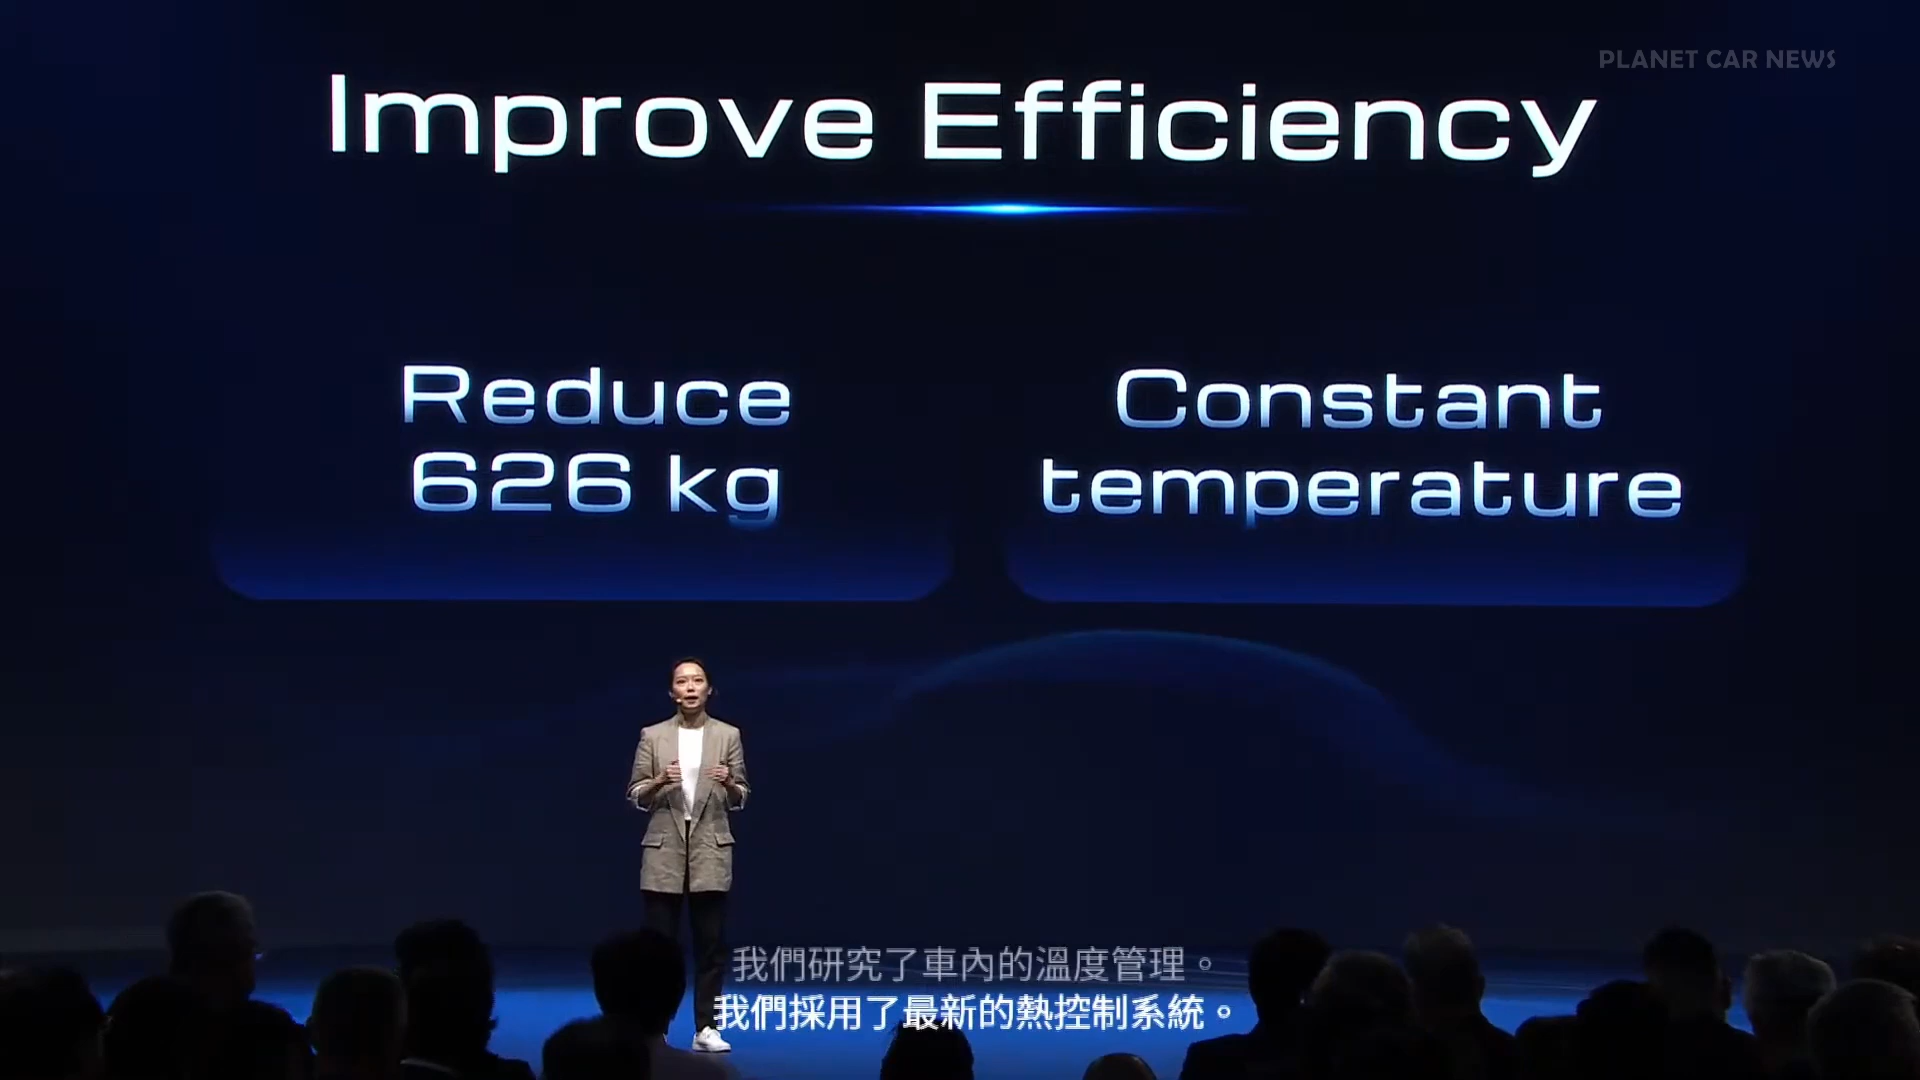 PLANET CAR NEWS
Improve Efficiency
Reduce
626 kg
Constant
temperature
我們研究了車內的溫度管理。
我們採用了最新的熱控制系統。